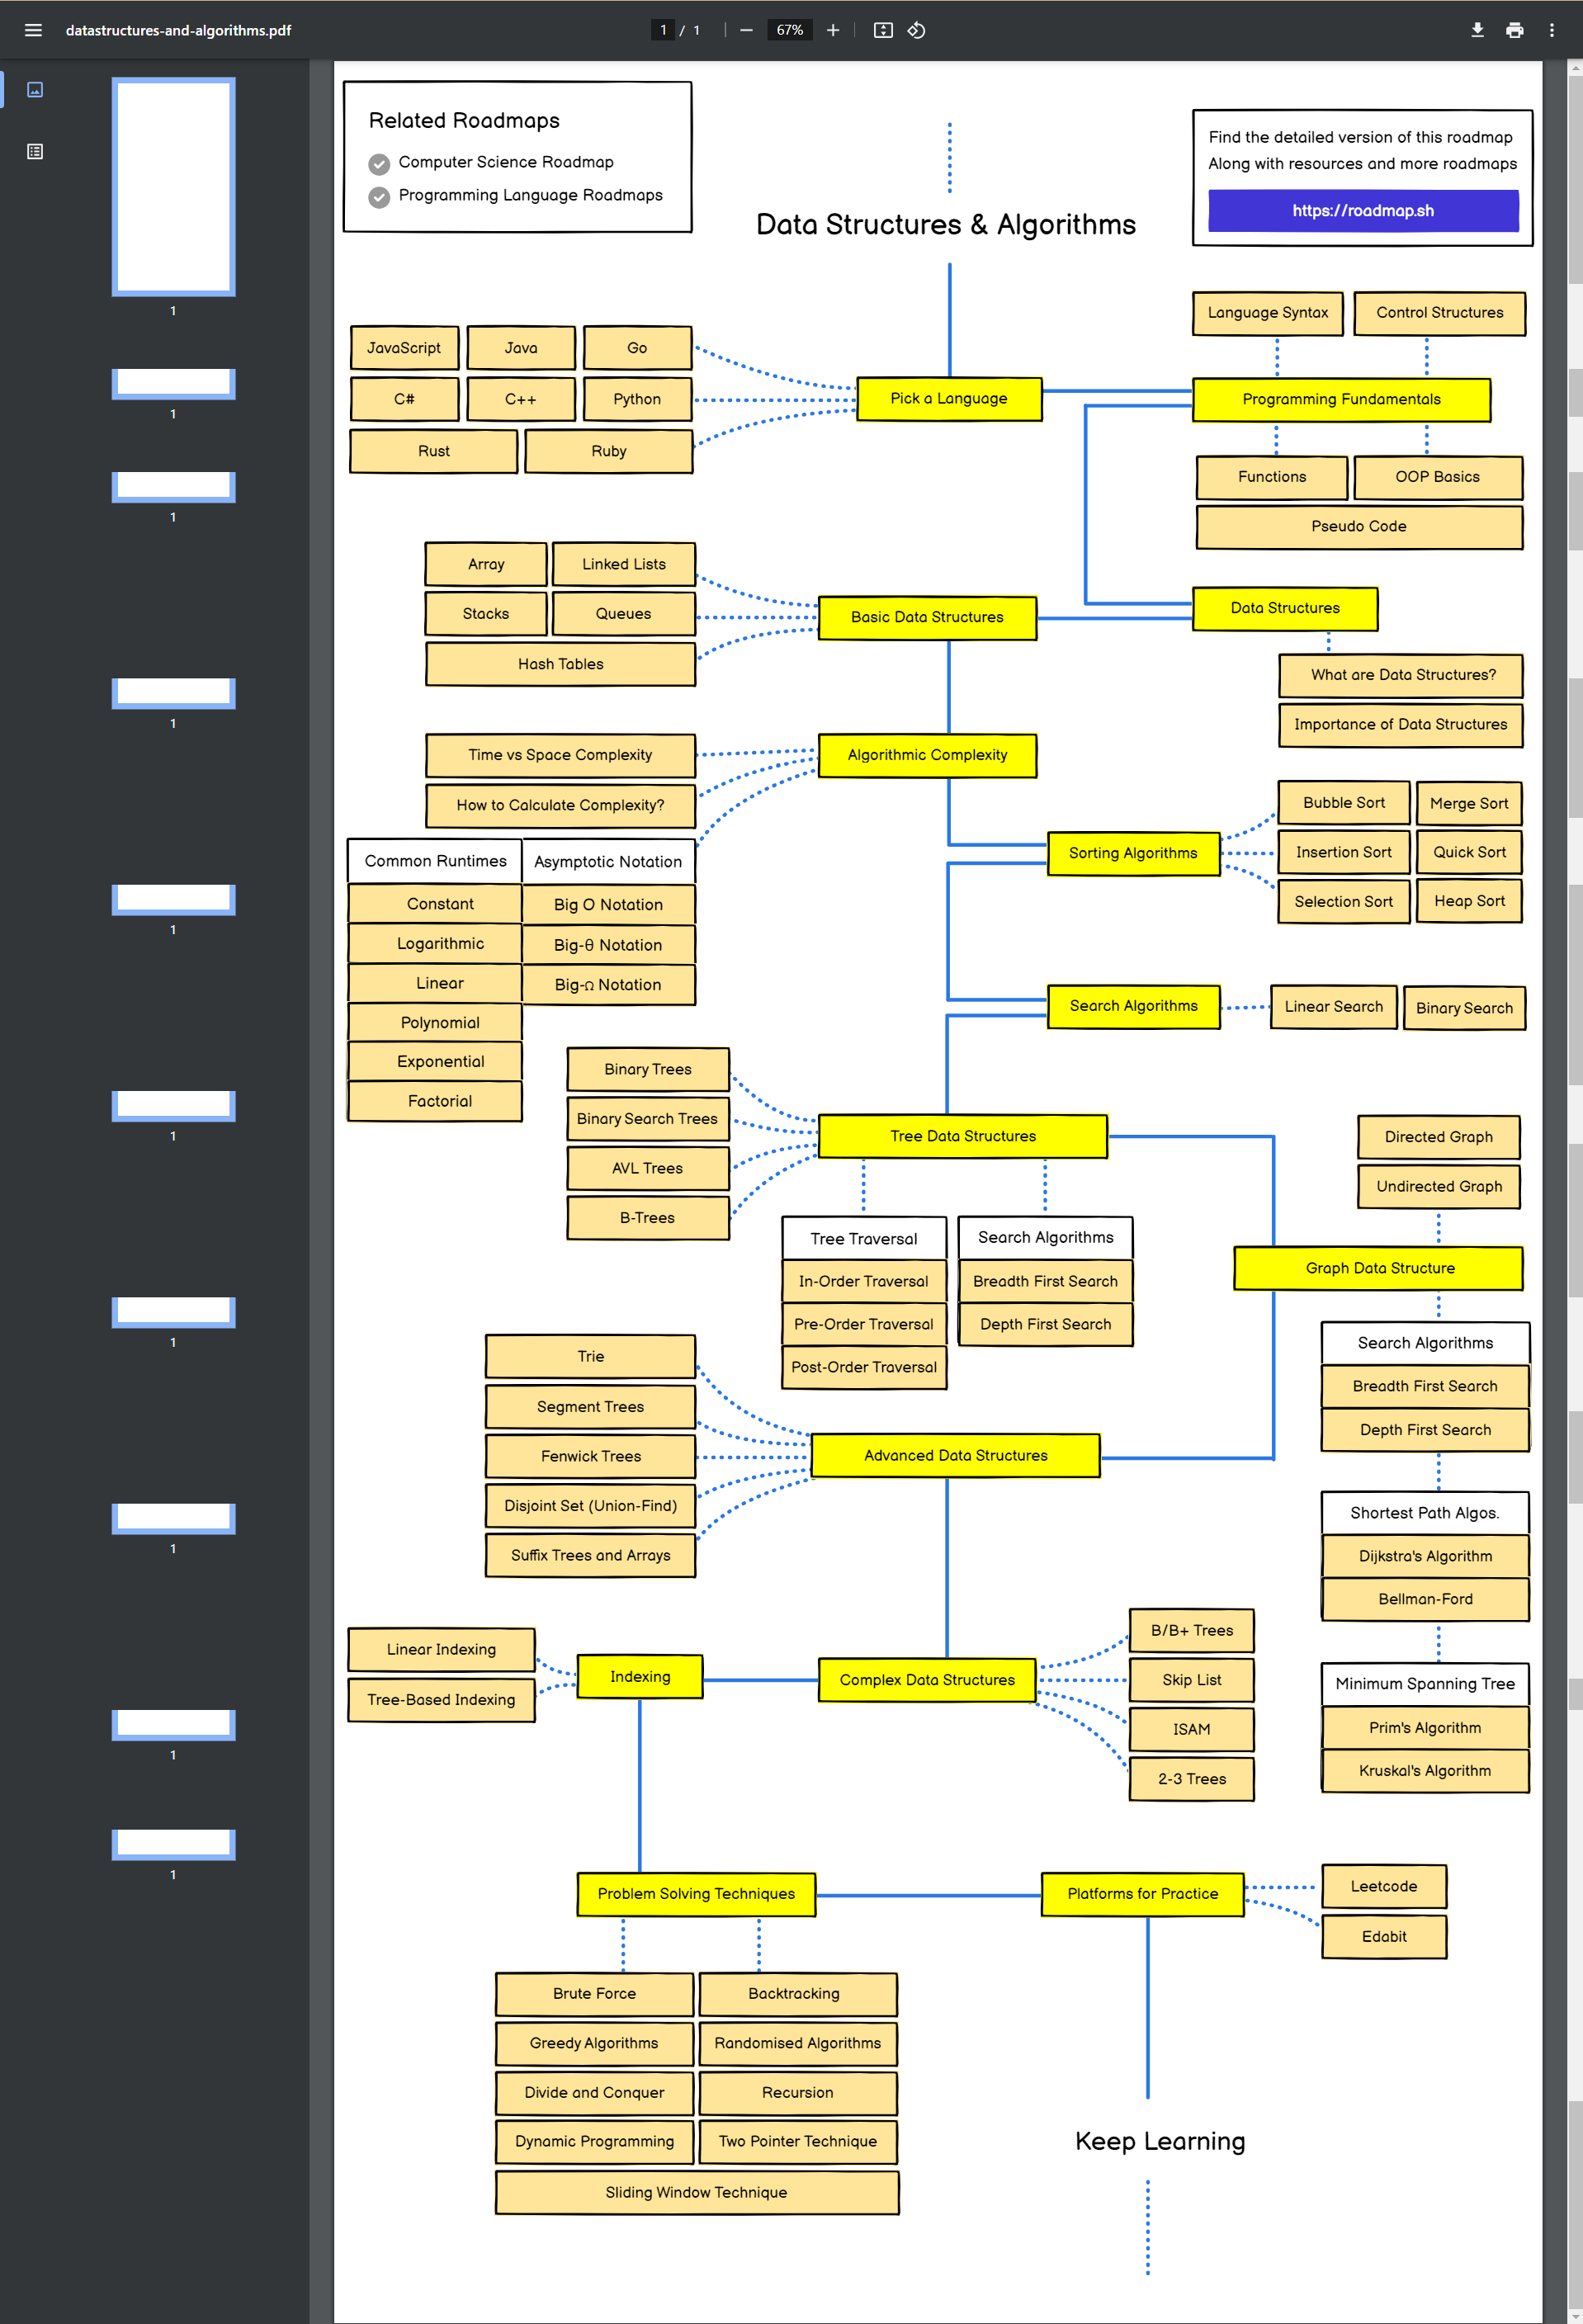 datastructures-and-algorithms.pdf
1 / 1
67%
1
1
1
1
1
1
1
1
1
1
Related Roadmaps
Computer Science Roadmap
Programming Language Roadmaps
Data Structures & Algorithms
Find the detailed version of this roadmap
Along with resources and more roadmaps
https://roadmap.sh
Language Syntax
Control Structures
JavaScript
Java
Go
C#
C++
Python
Rust
Ruby
Pick a Language
Programming Fundamentals
Functions
OOP Basics
Pseudo Code
Array
Linked Lists
Stacks
Queues
Hash Tables
Basic Data Structures
Data Structures
What are Data Structures?
Importance of Data Structures
Time vs Space Complexity
How to Calculate Complexity?
Algorithmic Complexity
Common Runtimes
Constant
Logarithmic
Linear
Polynomial
Exponential
Factorial
Asymptotic Notation
Big O Notation
Big-θ Notation
Big-Ω Notation
Sorting Algorithms
Bubble Sort
Merge Sort
Insertion Sort
Quick Sort
Selection Sort
Heap Sort
Search Algorithms
Linear Search
Binary Search
Binary Trees
Binary Search Trees
AVL Trees
B-Trees
Tree Data Structures
Tree Traversal
In-Order Traversal
Pre-Order Traversal
Post-Order Traversal
Search Algorithms
Breadth First Search
Depth First Search
Directed Graph
Undirected Graph
Graph Data Structure
Search Algorithms
Breadth First Search
Depth First Search
Shortest Path Algos.
Dijkstra's Algorithm
Bellman-Ford
Minimum Spanning Tree
Prim's Algorithm
Kruskal's Algorithm
Trie
Segment Trees
Fenwick Trees
Disjoint Set (Union-Find)
Suffix Trees and Arrays
Advanced Data Structures
Linear Indexing
Tree-Based Indexing
Indexing
Complex Data Structures
B/B+ Trees
Skip List
ISAM
2-3 Trees
Problem Solving Techniques
Platforms for Practice
Leetcode
Edabit
Brute Force
Backtracking
Greedy Algorithms
Randomised Algorithms
Divide and Conquer
Recursion
Dynamic Programming
Two Pointer Technique
Sliding Window Technique
Keep Learning